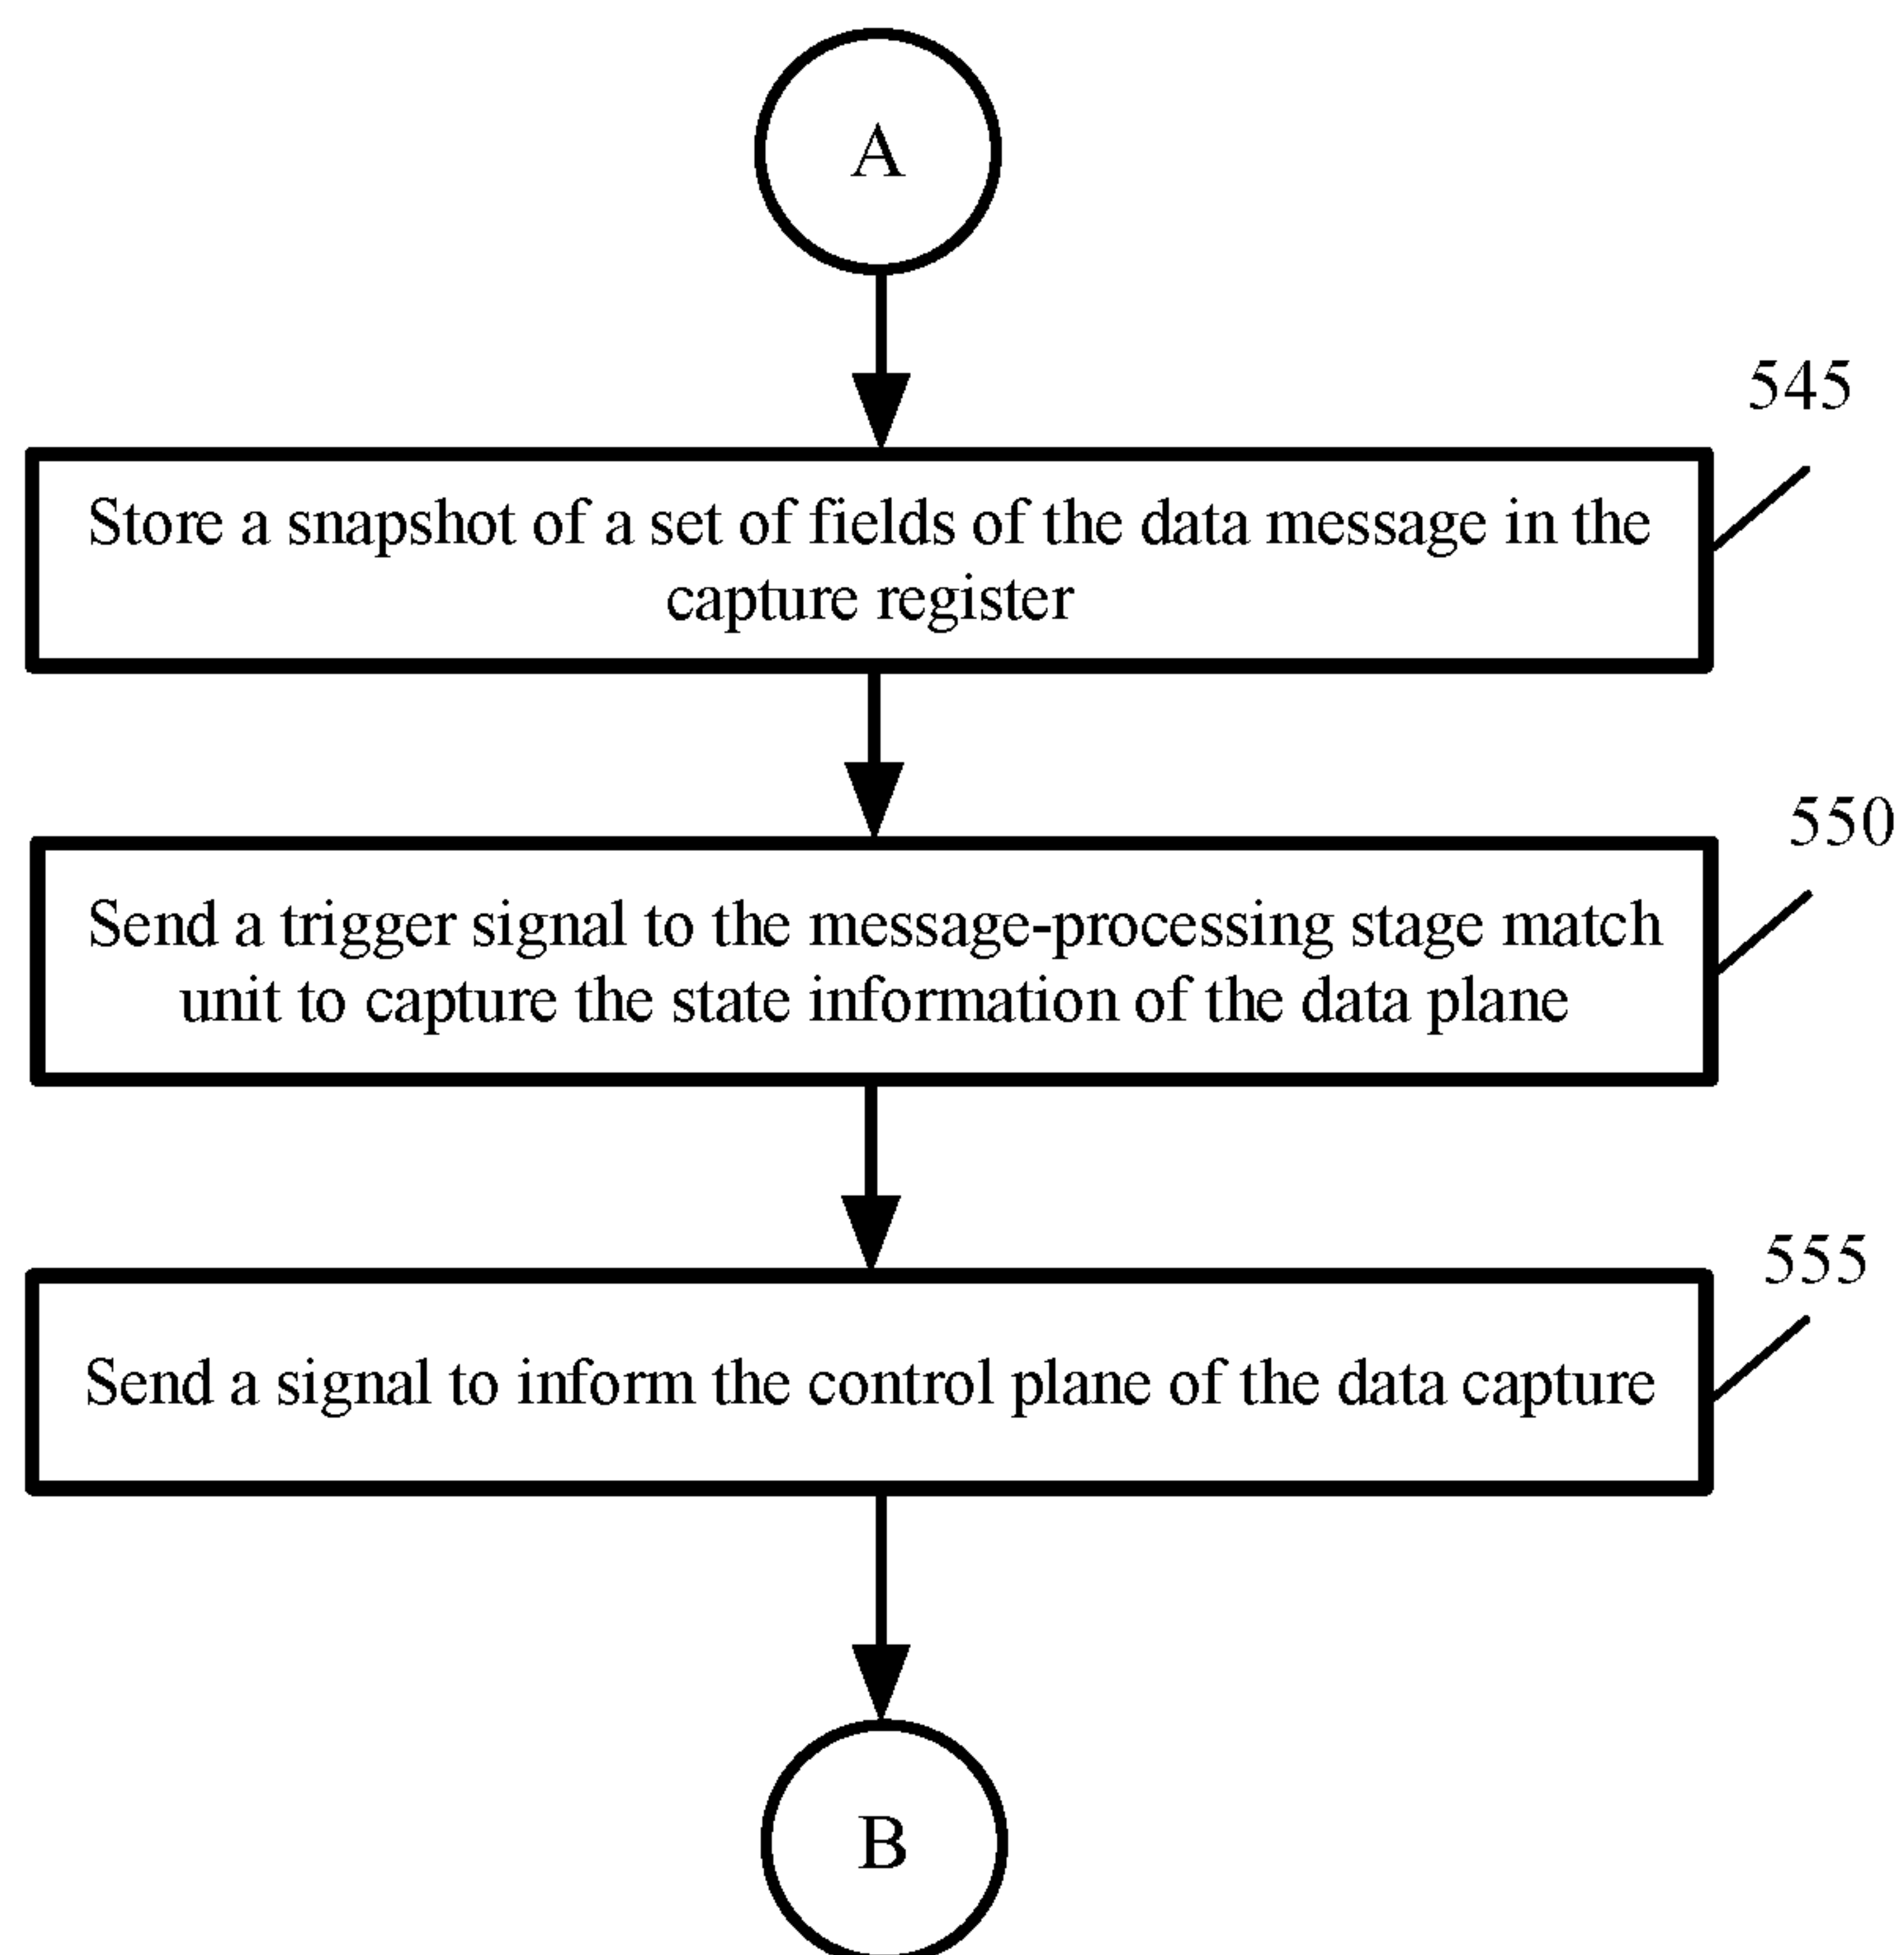 A
545
Store a snapshot of a set of fields of the data message in the
capture register
550
Send a trigger signal to the message-processing stage match
unit to capture the state information of the data plane
555
Send a signal to inform the control plane of the data capture
B